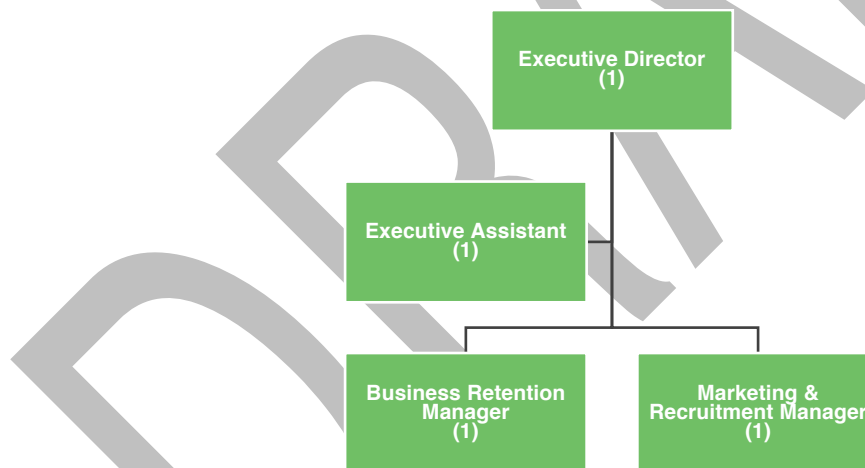 Executive Director
(1)
Executive Assistant
(1)
Business Retention
Manager
(1)
Marketing &
Recruitment Manager
(1)